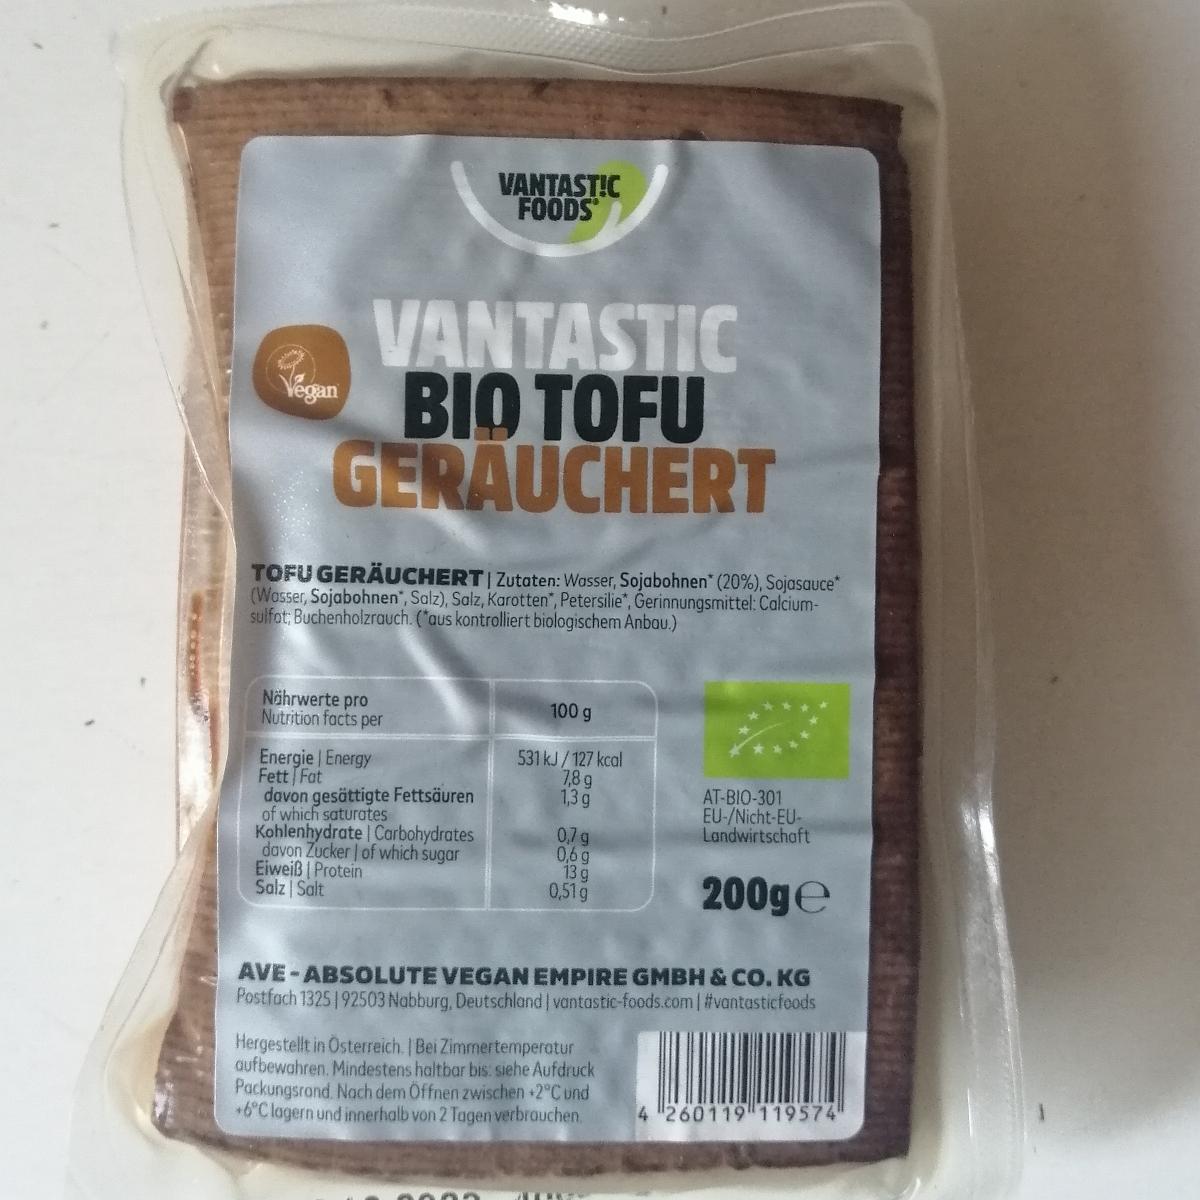 VANTAST!C
FOODS®
VANTASTIC
BIO TOFU
GERÄUCHERT
Vegan
TOFU GERÄUCHERT | Zutaten: Wasser, Sojabohnen* (20%), Sojasauce*
(Wasser, Sojabohnen*, Salz), Salz, Karotten*, Petersilie*, Gerinnungsmittel: Calcium-
sulfat; Buchenholzrauch. (*aus kontrolliert biologischem Anbau.)
Nährwerte pro
Nutrition facts per
100 g
Energie | Energy 531 kJ / 127 kcal
Fett | Fat 7,8 g
davon gesättigte Fettsäuren 1,3 g
of which saturates
Kohlenhydrate | Carbohydrates 0,7 g
davon Zucker | of which sugar 0,6 g
Eiweiß | Protein 13 g
Salz | Salt 0,51 g
AT-BIO-301
EU-/Nicht-EU-
Landwirtschaft
200g e
AVE - ABSOLUTE VEGAN EMPIRE GMBH & CO. KG
Postfach 1325 | 92503 Nabburg, Deutschland | vantastic-foods.com | #vantasticfoods
Hergestellt in Österreich. | Bei Zimmertemperatur
aufbewahren. Mindestens haltbar bis: siehe Aufdruck
Packungsrand. Nach dem Öffnen zwischen +2°C und
+6°C lagern und innerhalb von 2 Tagen verbrauchen.
4 260119 119574